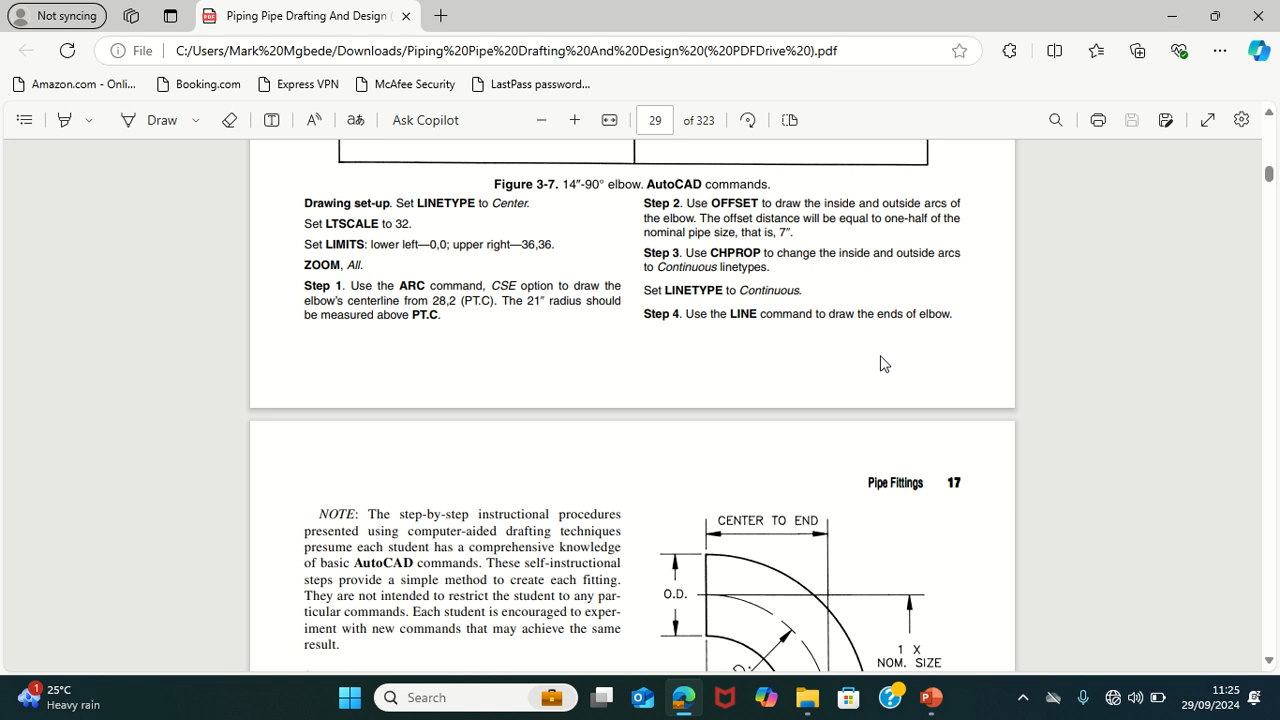 Not syncing
Piping Pipe Drafting And Design (
File
C:/Users/Mark%20Mgbede/Downloads/Piping%20Pipe%20Drafting%20And%20Design%20(%20PDFDrive%20).pdf
Amazon.com - Onli...
Booking.com
Express VPN
McAfee Security
LastPass password...
Draw
aあ
Ask Copilot
29
of 323
Figure 3-7. 14″-90° elbow. AutoCAD commands.
Drawing set-up. Set LINETYPE to Center.
Set LTSCALE to 32.
Set LIMITS: lower left—0,0; upper right—36,36.
ZOOM, All.
Step 1. Use the ARC command, CSE option to draw the
elbow's centerline from 28,2 (PT.C). The 21″ radius should
be measured above PT.C.
Step 2. Use OFFSET to draw the inside and outside arcs of
the elbow. The offset distance will be equal to one-half of the
nominal pipe size, that is, 7″.
Step 3. Use CHPROP to change the inside and outside arcs
to Continuous linetypes.
Set LINETYPE to Continuous.
Step 4. Use the LINE command to draw the ends of elbow.
Pipe Fittings 17
NOTE: The step-by-step instructional procedures
presented using computer-aided drafting techniques
presume each student has a comprehensive knowledge
of basic AutoCAD commands. These self-instructional
steps provide a simple method to create each fitting.
They are not intended to restrict the student to any par-
ticular commands. Each student is encouraged to exper-
iment with new commands that may achieve the same
result.
CENTER TO END
O.D.
1 X
NOM. SIZE
1
25°C
Heavy rain
Search
11:25
29/09/2024